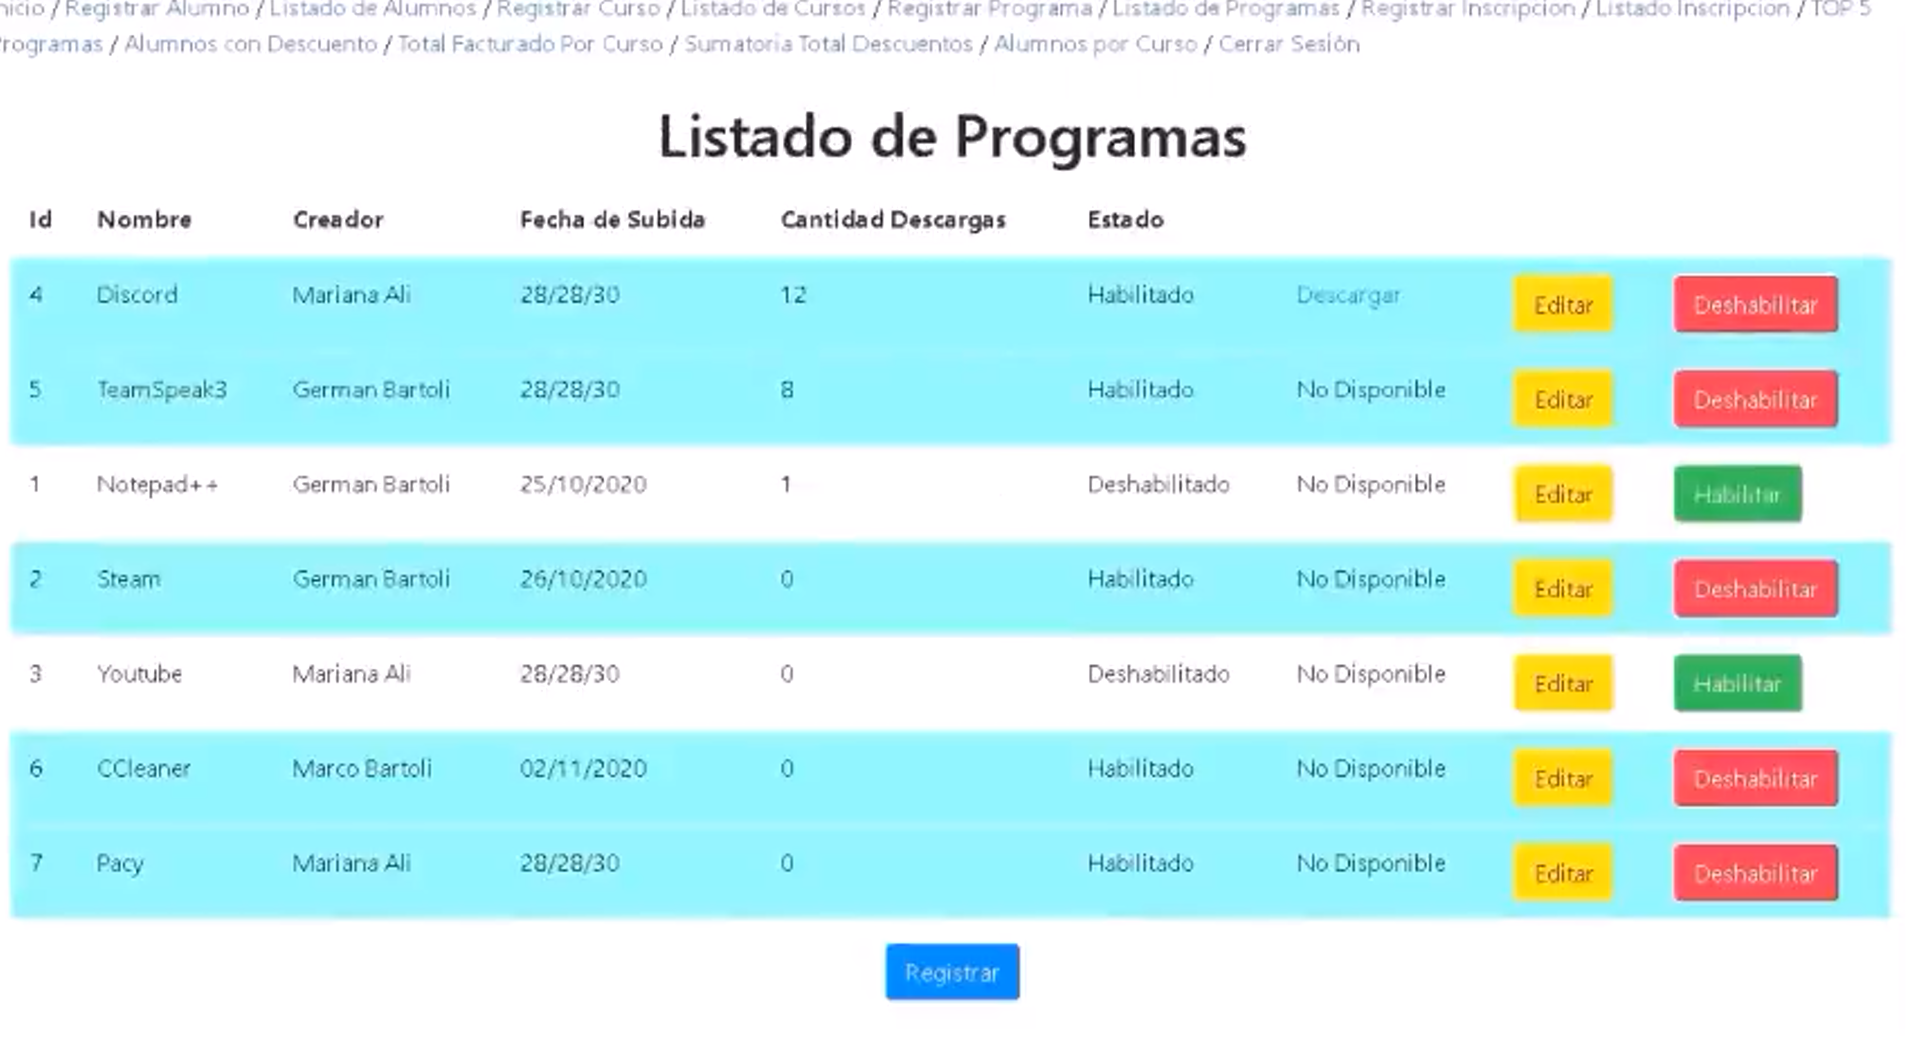 nicio / Registrar Alumno / Listado de Alumnos / Registrar Curso / Listado de Cursos / Registrar Programa / Listado de Programas / Registrar Inscripcion / Listado Inscripcion / TOP 5
rogramas / Alumnos con Descuento / Total Facturado Por Curso / Sumatoria Total Descuentos / Alumnos por Curso / Cerrar Sesión
Listado de Programas
Id Nombre Creador Fecha de Subida Cantidad Descargas Estado
4 Discord Mariana Ali 28/28/30 12 Habilitado Descargar Editar Deshabilitar
5 TeamSpeak3 German Bartoli 28/28/30 8 Habilitado No Disponible Editar Deshabilitar
1 Notepad++ German Bartoli 25/10/2020 1 Deshabilitado No Disponible Editar Habilitar
2 Steam German Bartoli 26/10/2020 0 Habilitado No Disponible Editar Deshabilitar
3 Youtube Mariana Ali 28/28/30 0 Deshabilitado No Disponible Editar Habilitar
6 CCleaner Marco Bartoli 02/11/2020 0 Habilitado No Disponible Editar Deshabilitar
7 Pacy Mariana Ali 28/28/30 0 Habilitado No Disponible Editar Deshabilitar
Registrar